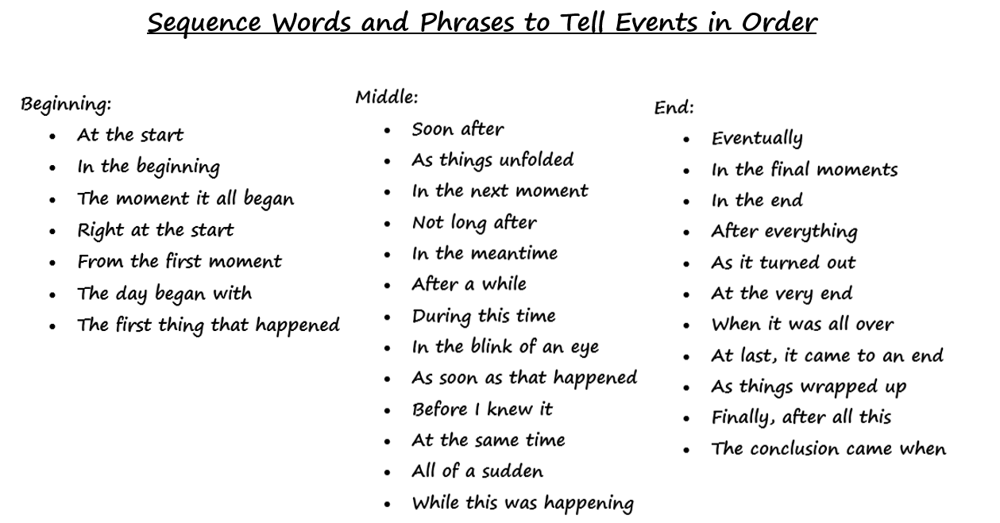 Sequence Words and Phrases to Tell Events in Order
Beginning:
• At the start
• In the beginning
• The moment it all began
• Right at the start
• From the first moment
• The day began with
• The first thing that happened
Middle:
• Soon after
• As things unfolded
• In the next moment
• Not long after
• In the meantime
• After a while
• During this time
• In the blink of an eye
• As soon as that happened
• Before I knew it
• At the same time
• All of a sudden
• While this was happening
End:
• Eventually
• In the final moments
• In the end
• After everything
• As it turned out
• At the very end
• When it was all over
• At last, it came to an end
• As things wrapped up
• Finally, after all this
• The conclusion came when